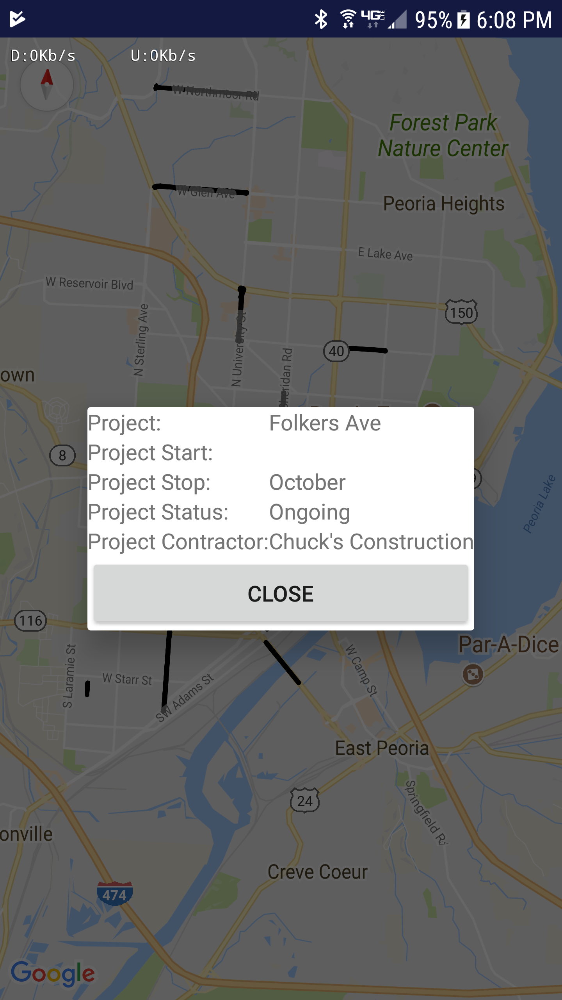 4G LTE 95% 6:08 PM
D:0Kb/s U:0Kb/s
W Northmoor Rd
Forest Park
Nature Center
W Glen Ave
Peoria Heights
E Lake Ave
W Reservoir Blvd
150
N Sterling Ave
N University St
40
Sheridan Rd
own
Project: Folkers Ave
Project Start:
Project Stop: October
Project Status: Ongoing
Project Contractor: Chuck's Construction
CLOSE
8
Peoria Lake
116
Par-A-Dice
S Laramie St
W Starr St
SW Adams St
W Camp St
East Peoria
24
Springfield Rd
onville
Creve Coeur
474
Google